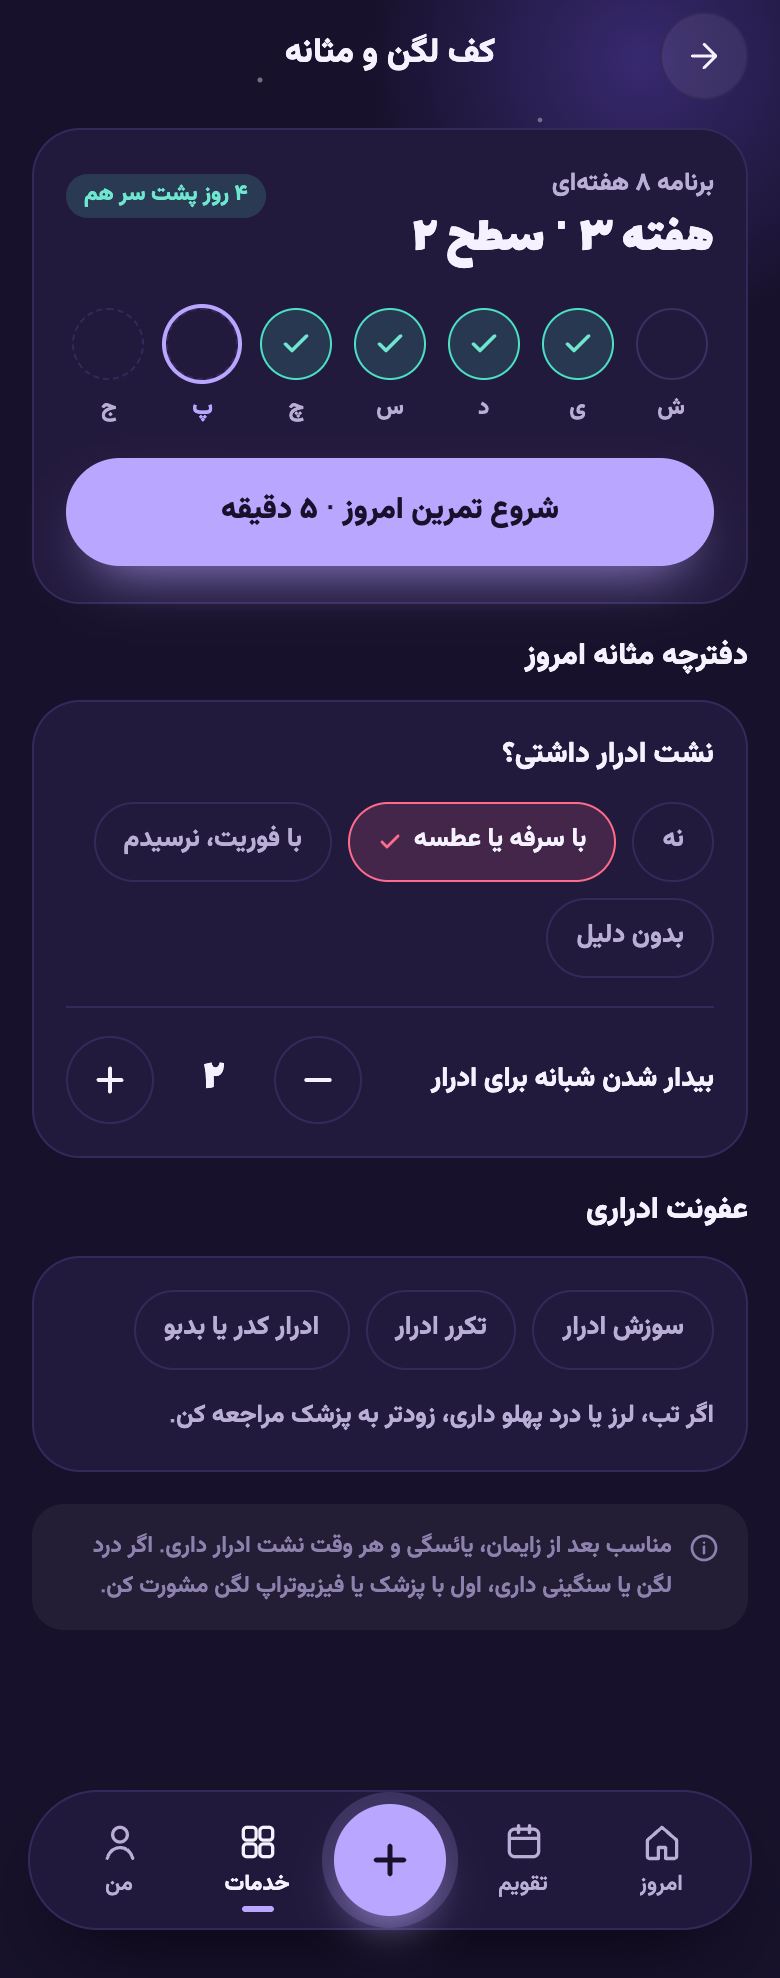 کف لگن و مثانه
برنامه ۸ هفته‌ای
۴ روز پشت سر هم
هفته ۳ · سطح ۲
ش ی د س چ پ ج
شروع تمرین امروز · ۵ دقیقه
دفترچه مثانه امروز
نشت ادرار داشتی؟
نه
با سرفه یا عطسه
با فوریت، نرسیدم
بدون دلیل
بیدار شدن شبانه برای ادرار
۲
عفونت ادراری
سوزش ادرار
تکرر ادرار
ادرار کدر یا بدبو
اگر تب، لرز یا درد پهلو داری، زودتر به پزشک مراجعه کن.
مناسب بعد از زایمان، یائسگی و هر وقت نشت ادرار داری. اگر درد
لگن یا سنگینی داری، اول با پزشک یا فیزیوتراپ لگن مشورت کن.
امروز
تقویم
خدمات
من